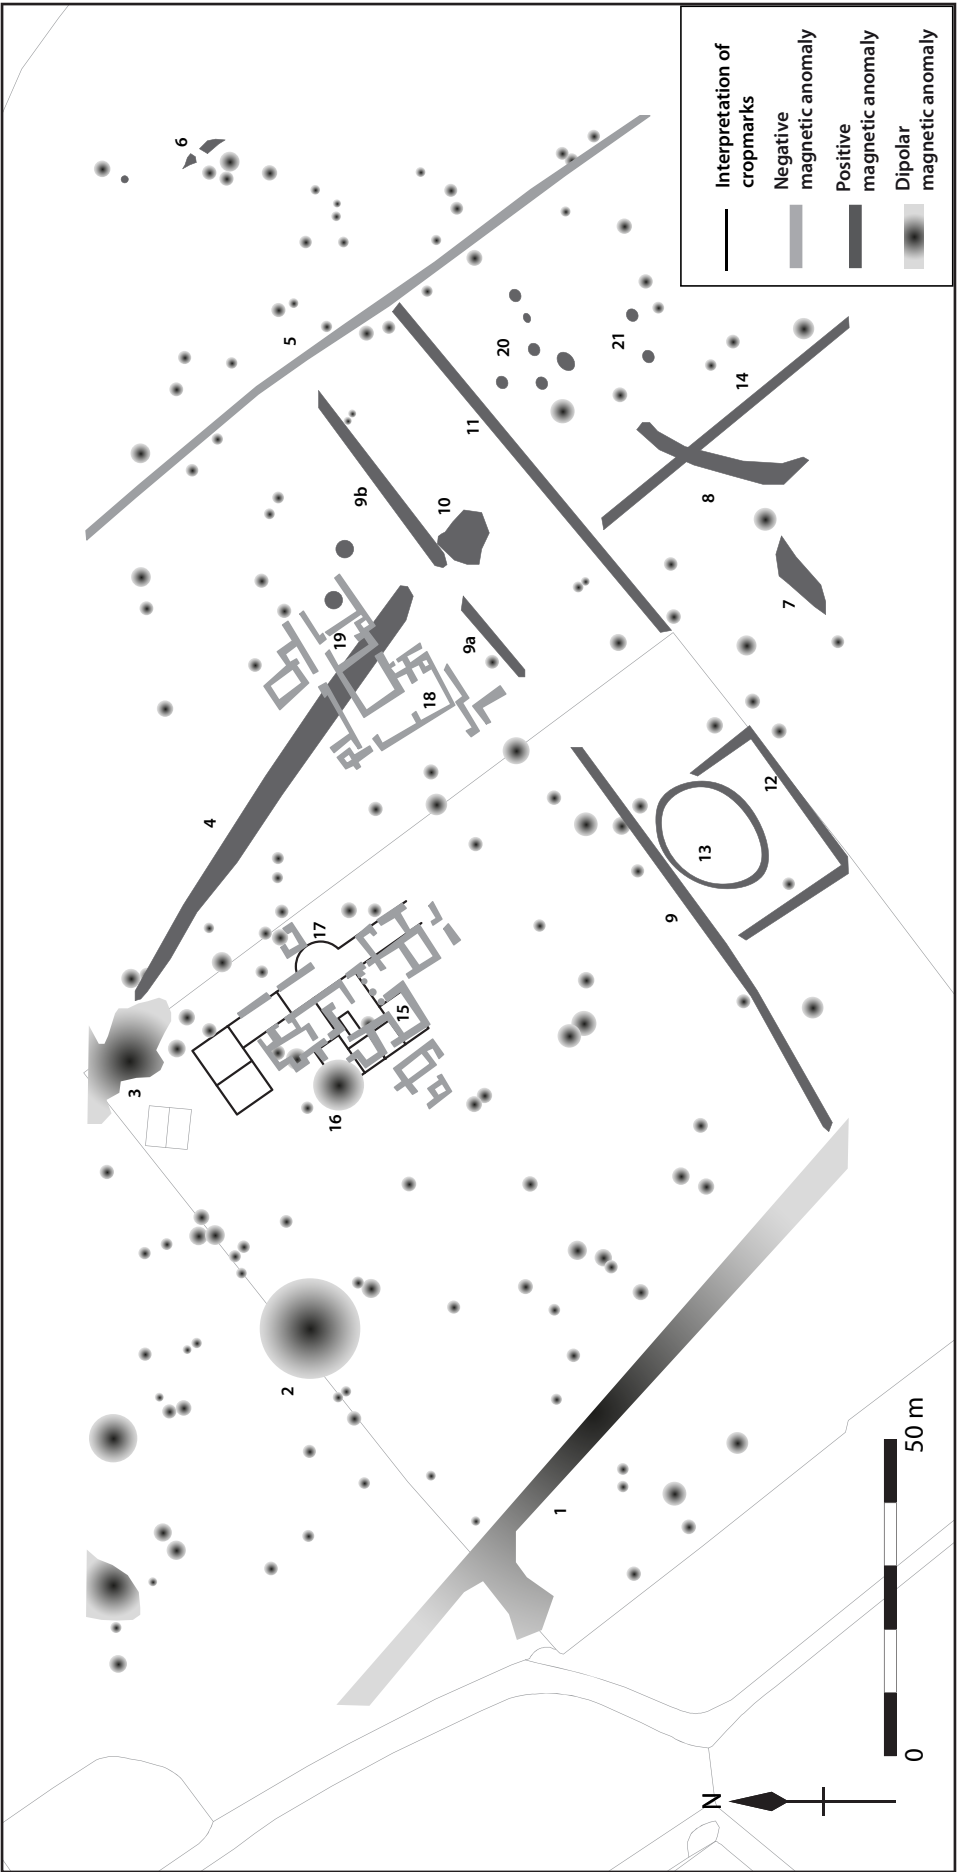 Interpretation of
cropmarks
Negative
magnetic anomaly
Positive
magnetic anomaly
Dipolar
magnetic anomaly
6
5
20
21
14
11
9b
10
8
7
19
9a
18
4
12
13
9
17
15
3
16
2
1
0
50 m
N